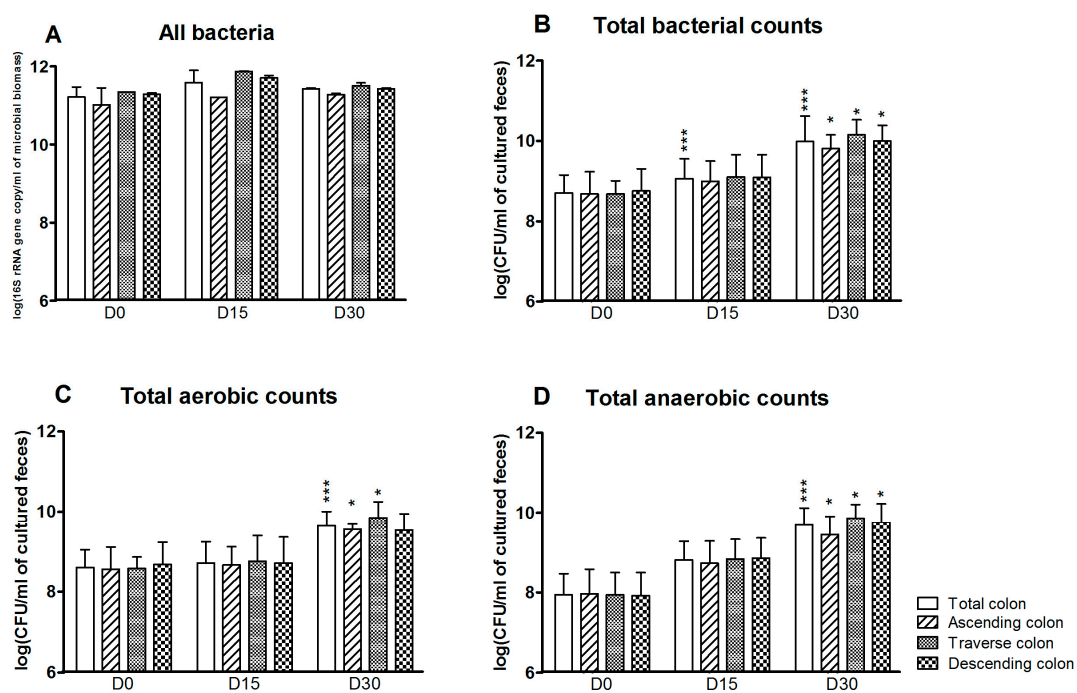 A
All bacteria
log(16S rRNA gene copy/ml of microbial biomass)
12
10
8
6
D0
D15
D30
B
Total bacterial counts
log(CFU/ml of cultured feces)
12
10
8
6
***
***
*
*
*
D0
D15
D30
C
Total aerobic counts
log(CFU/ml of cultured feces)
12
10
8
6
***
*
*
D0
D15
D30
D
Total anaerobic counts
log(CFU/ml of cultured feces)
12
10
8
6
***
*
*
*
D0
D15
D30
Total colon
Ascending colon
Traverse colon
Descending colon